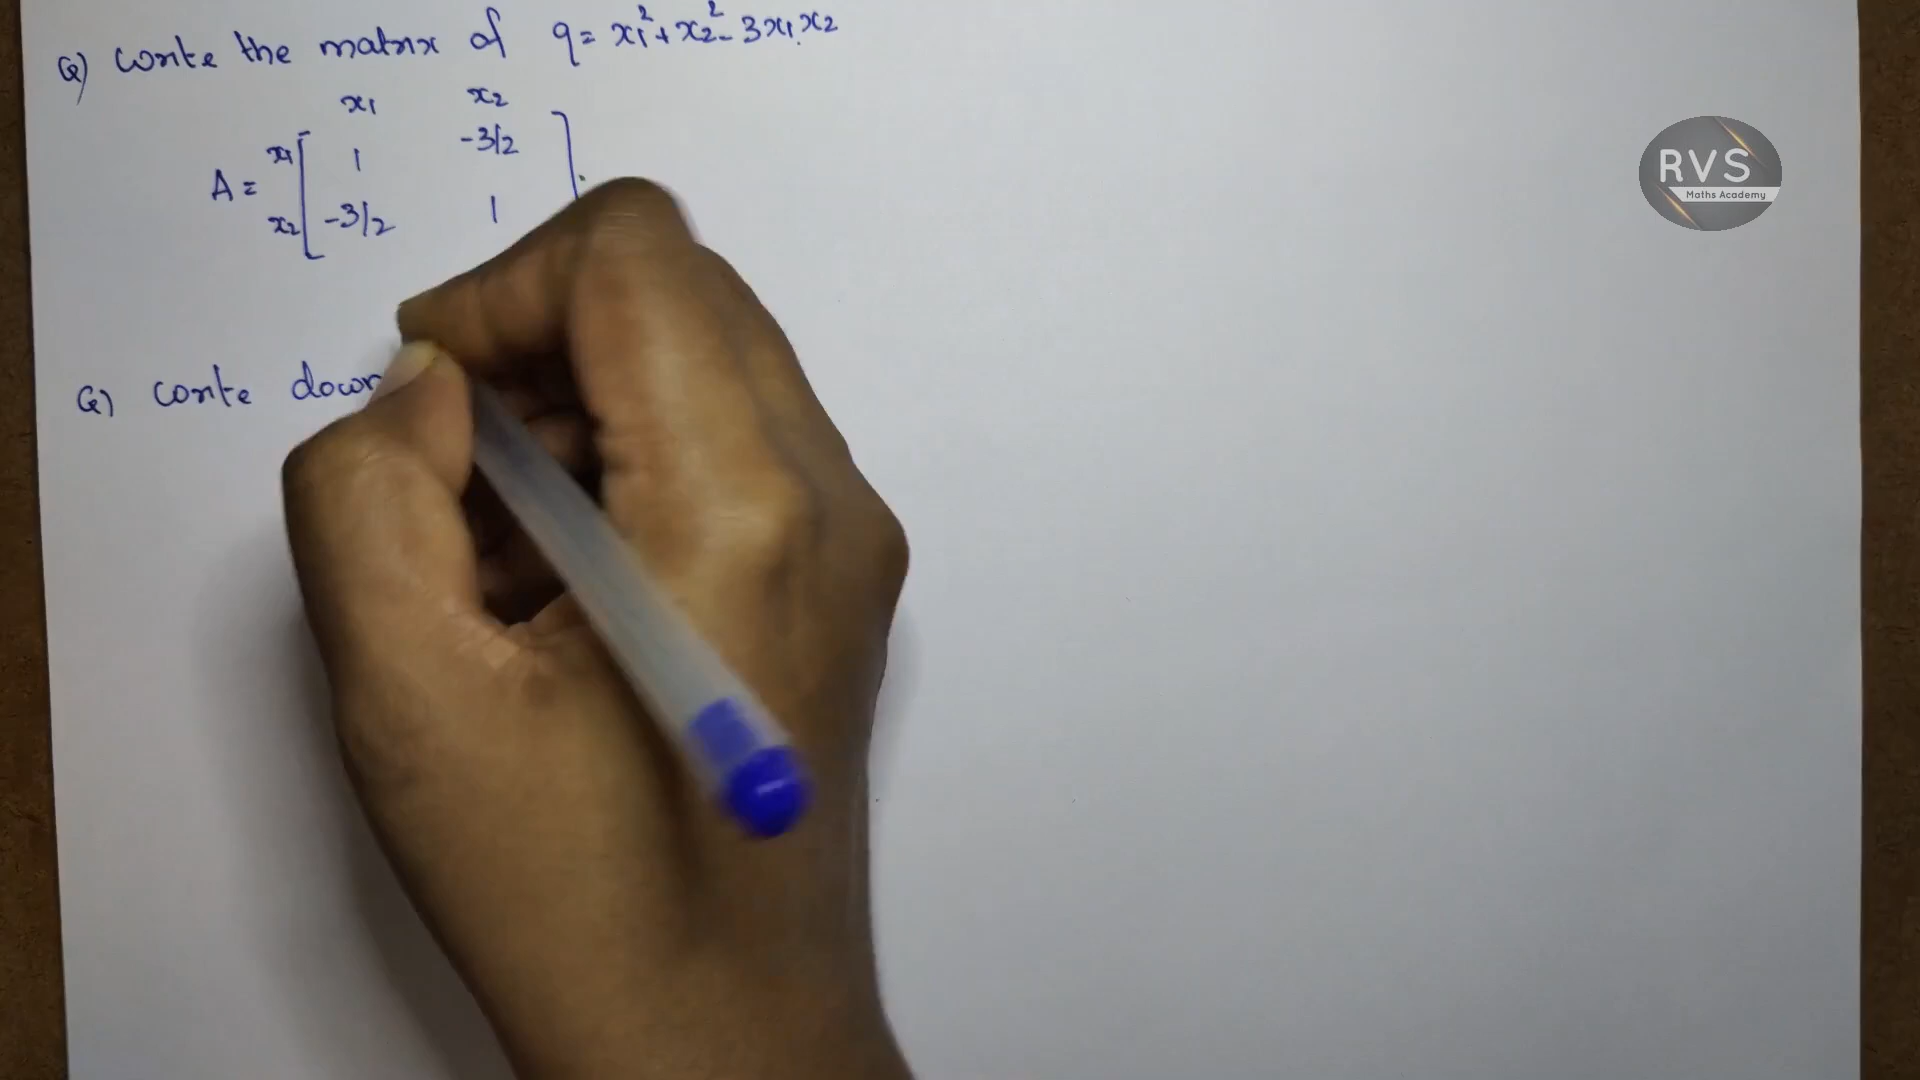 Q) Write the matrix of q = x₁² + x₂² - 3x₁x₂
x₁ x₂
x₁ 1 -3/2
A =
x₂ -3/2 1
Q) Write down
RVS
Maths Academy